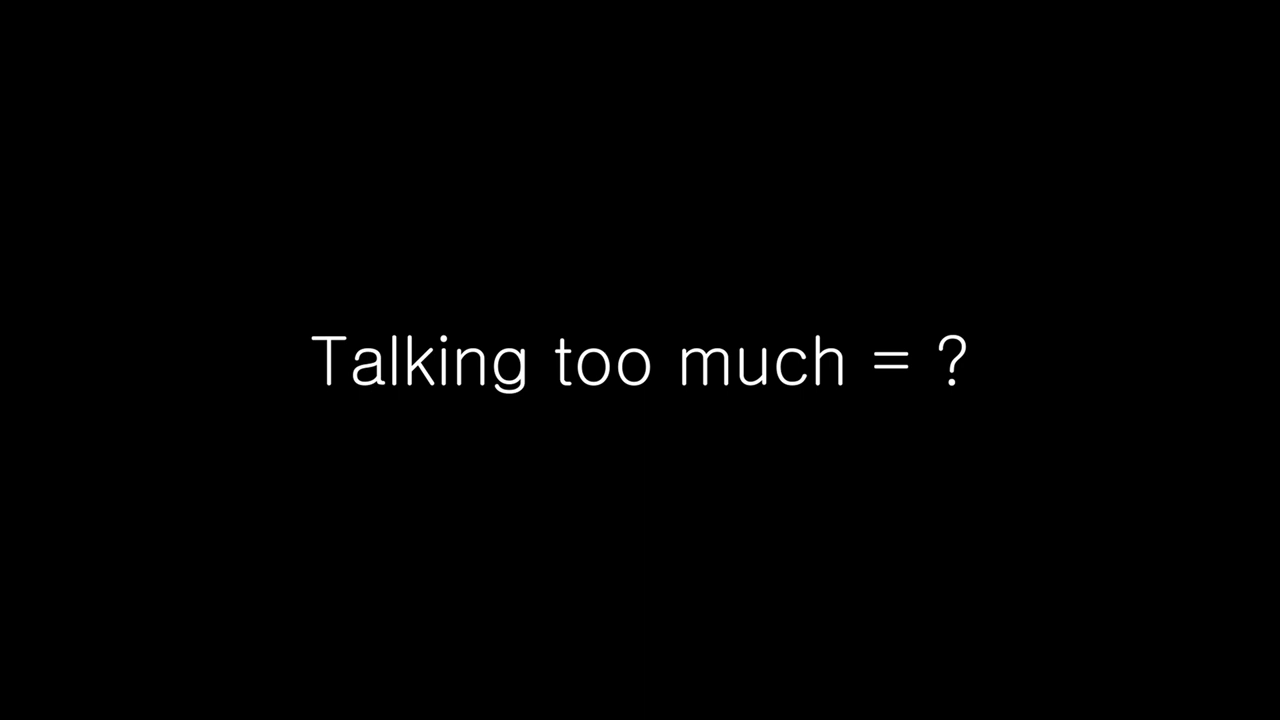 Talking too much = ?